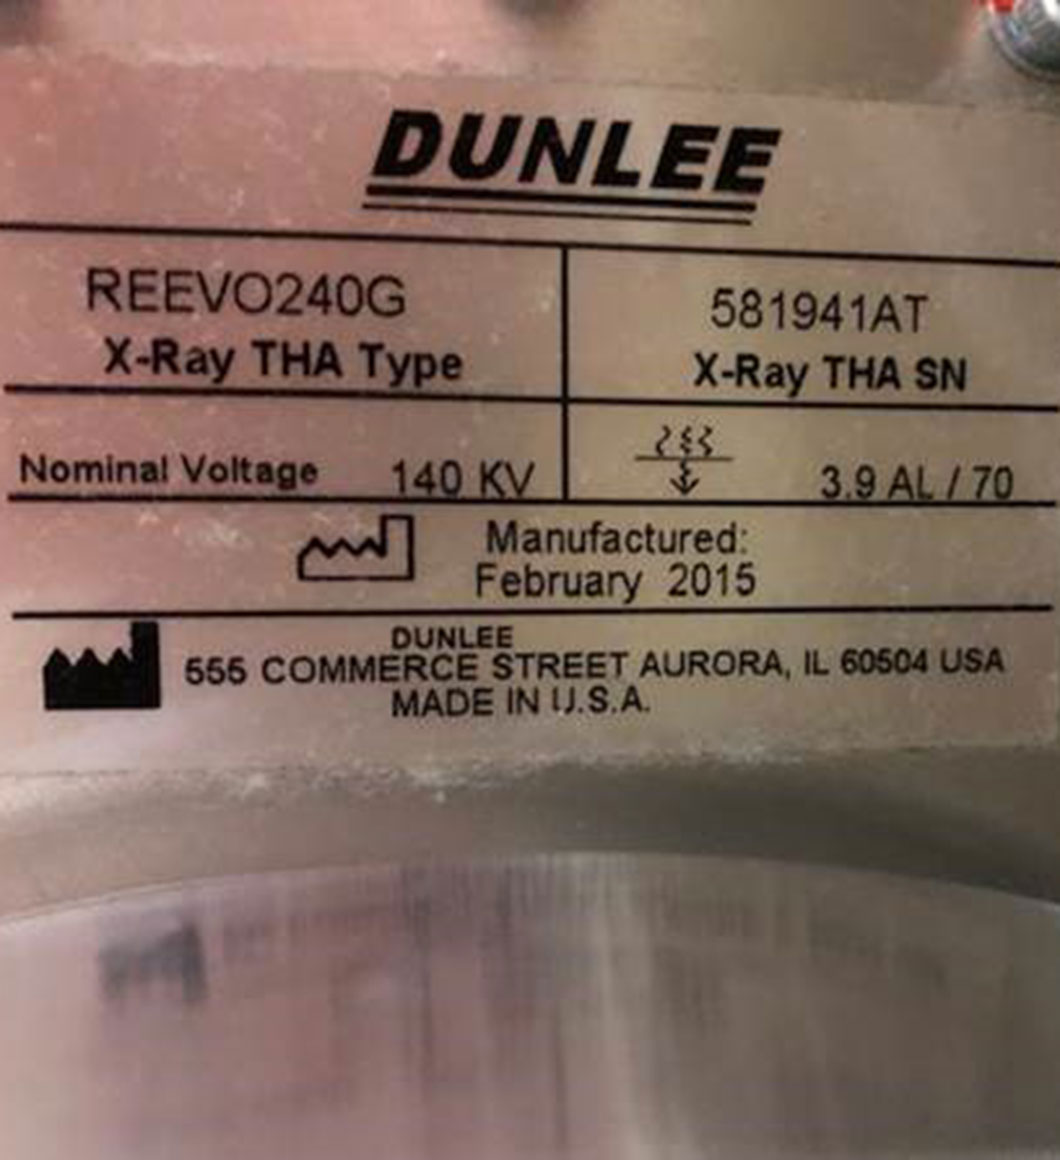 DUNLEE
REEVO240G
X-Ray THA Type
581941AT
X-Ray THA SN
Nominal Voltage 140 KV
3.9 AL / 70
Manufactured:
February 2015
DUNLEE
555 COMMERCE STREET AURORA, IL 60504 USA
MADE IN U.S.A.